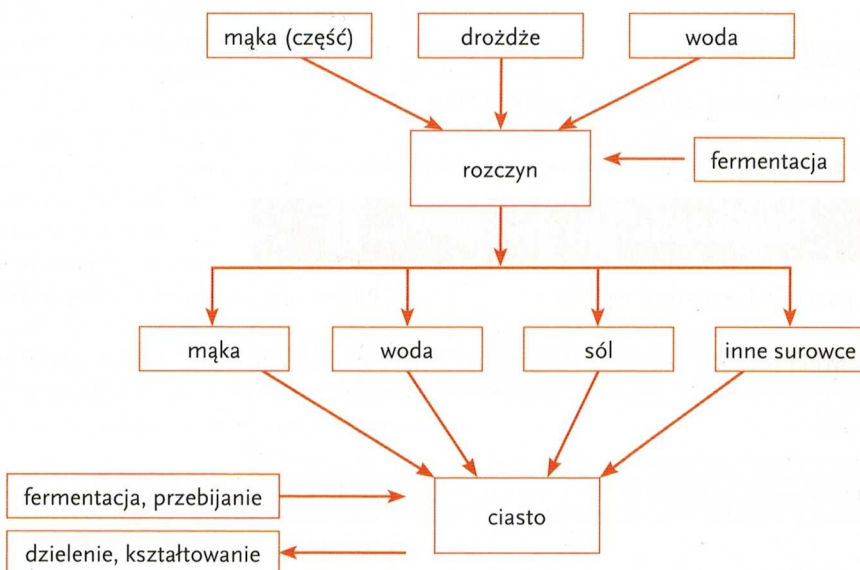 mąka (część)
drożdże
woda
rozczyn
fermentacja
mąka
woda
sól
inne surowce
fermentacja, przebijanie
ciasto
dzielenie, kształtowanie